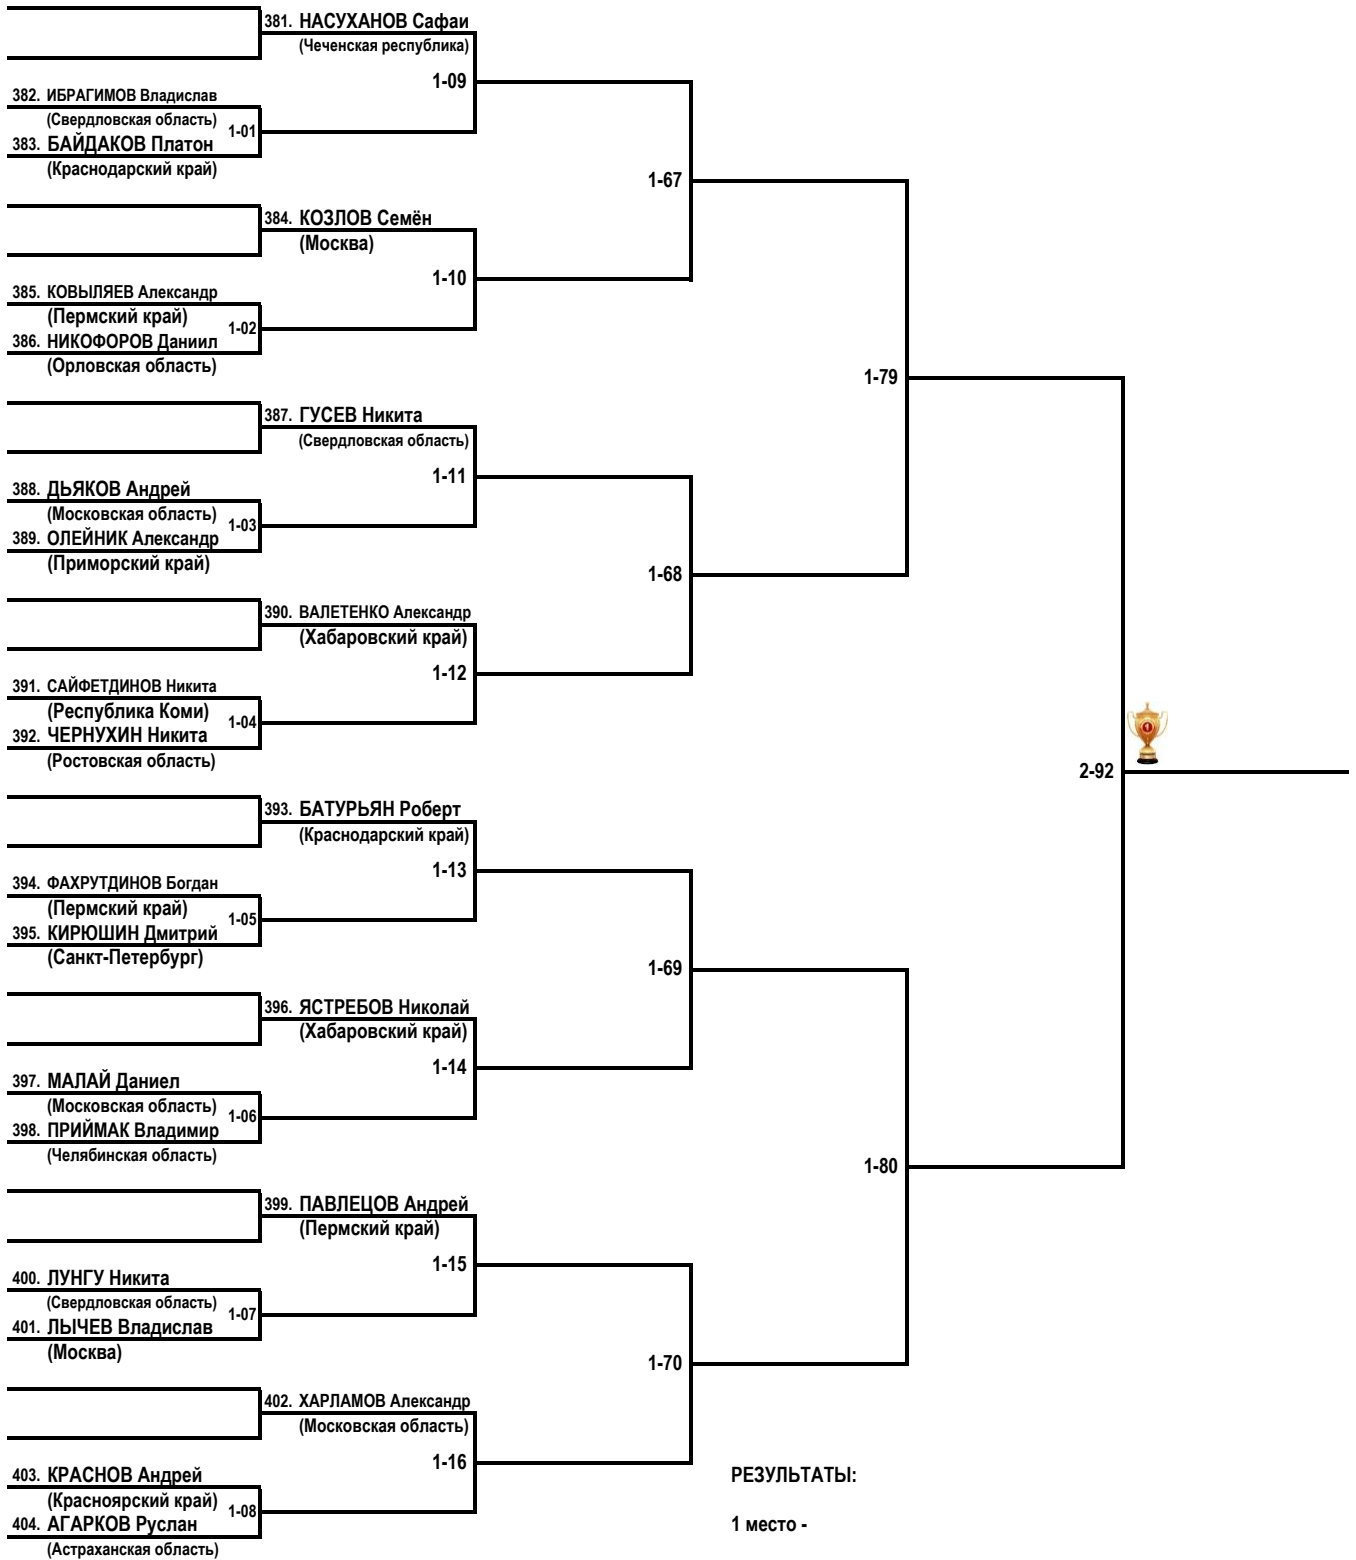 381. НАСУХАНОВ Сафаи
(Чеченская республика)
1-09
382. ИБРАГИМОВ Владислав
(Свердловская область)
1-01
383. БАЙДАКОВ Платон
(Краснодарский край)
1-67
384. КОЗЛОВ Семён
(Москва)
1-10
385. КОВЫЛЯЕВ Александр
(Пермский край)
1-02
386. НИКОФОРОВ Даниил
(Орловская область)
1-79
387. ГУСЕВ Никита
(Свердловская область)
1-11
388. ДЬЯКОВ Андрей
(Московская область)
1-03
389. ОЛЕЙНИК Александр
(Приморский край)
1-68
390. ВАЛЕТЕНКО Александр
(Хабаровский край)
1-12
391. САЙФЕТДИНОВ Никита
(Республика Коми)
1-04
392. ЧЕРНУХИН Никита
(Ростовская область)
1
2-92
393. БАТУРЬЯН Роберт
(Краснодарский край)
1-13
394. ФАХРУТДИНОВ Богдан
(Пермский край)
1-05
395. КИРЮШИН Дмитрий
(Санкт-Петербург)
1-69
396. ЯСТРЕБОВ Николай
(Хабаровский край)
1-14
397. МАЛАЙ Даниел
(Московская область)
1-06
398. ПРИЙМАК Владимир
(Челябинская область)
1-80
399. ПАВЛЕЦОВ Андрей
(Пермский край)
1-15
400. ЛУНГУ Никита
(Свердловская область)
1-07
401. ЛЫЧЕВ Владислав
(Москва)
1-70
402. ХАРЛАМОВ Александр
(Московская область)
1-16
403. КРАСНОВ Андрей
(Красноярский край)
1-08
404. АГАРКОВ Руслан
(Астраханская область)
РЕЗУЛЬТАТЫ:
1 место -